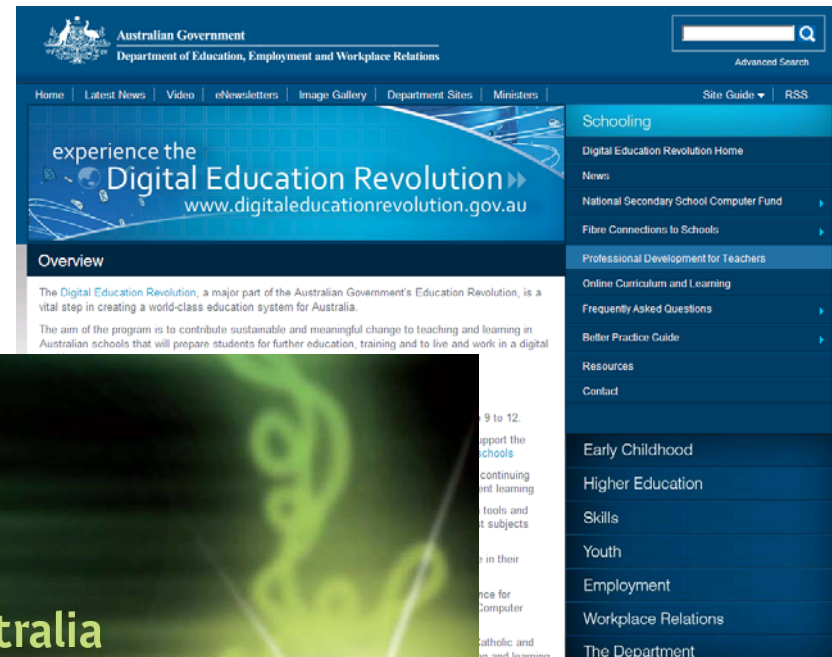 Australian Government
Department of Education, Employment and Workplace Relations
Advanced Search
Home | Latest News | Video | eNewsletters | Image Gallery | Department Sites | Ministers |
Site Guide | RSS
experience the
Digital Education Revolution
www.digitaleducationrevolution.gov.au
Overview
The Digital Education Revolution, a major part of the Australian Government's Education Revolution, is a
vital step in creating a world-class education system for Australia.
The aim of the program is to contribute sustainable and meaningful change to teaching and learning in
Australian schools that will prepare students for further education, training and to live and work in a digital
9 to 12.
support the
schools
continuing
learning
tools and
subjects
e in their
for
Computer
Catholic and
and learning
tralia
Schooling
Digital Education Revolution Home
News
National Secondary School Computer Fund
Fibre Connections to Schools
Professional Development for Teachers
Online Curriculum and Learning
Frequently Asked Questions
Better Practice Guide
Resources
Contact
Early Childhood
Higher Education
Skills
Youth
Employment
Workplace Relations
The Department